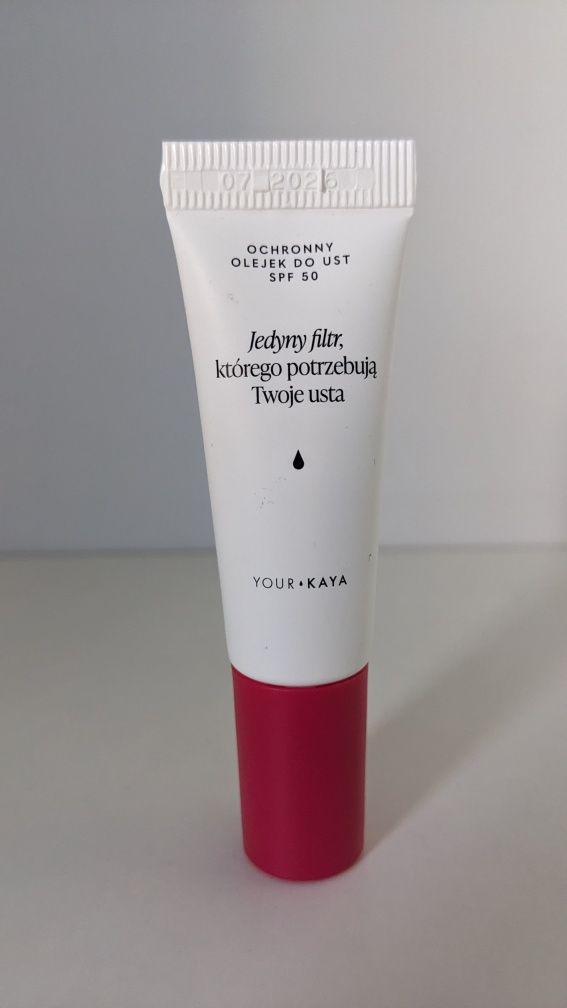 07 2026
OCHRONNY
OLEJEK DO UST
SPF 50
Jedyny filtr,
którego potrzebują
Twoje usta
YOUR KAYA